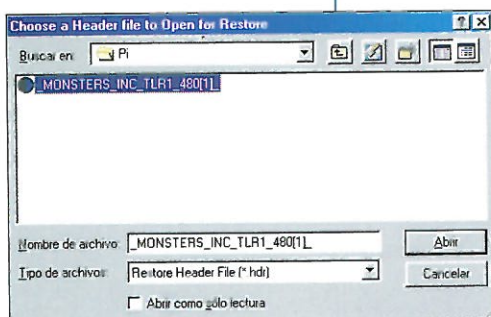 Choose a Header file to Open for Restore
Buscar en: Pi
_MONSTERS_INC_TLR1_480[1]_
Nombre de archivo: _MONSTERS_INC_TLR1_480[1]_ Abrir
Tipo de archivos: Restore Header File (*.hdr) Cancelar
Abrir como sólo lectura